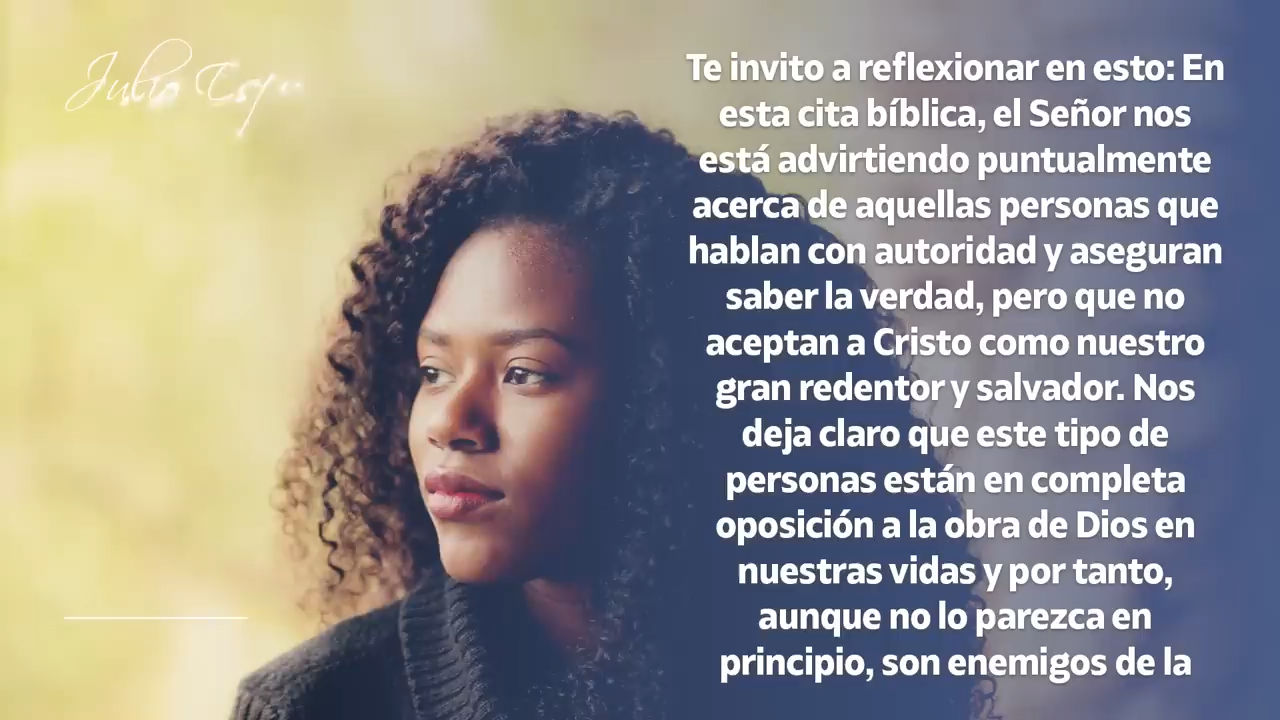 Julio
Te invito a reflexionar en esto: En
esta cita bíblica, el Señor nos
está advirtiendo puntualmente
acerca de aquellas personas que
hablan con autoridad y aseguran
saber la verdad, pero que no
aceptan a Cristo como nuestro
gran redentor y salvador. Nos
deja claro que este tipo de
personas están en completa
oposición a la obra de Dios en
nuestras vidas y por tanto,
aunque no lo parezca en
principio, son enemigos de la